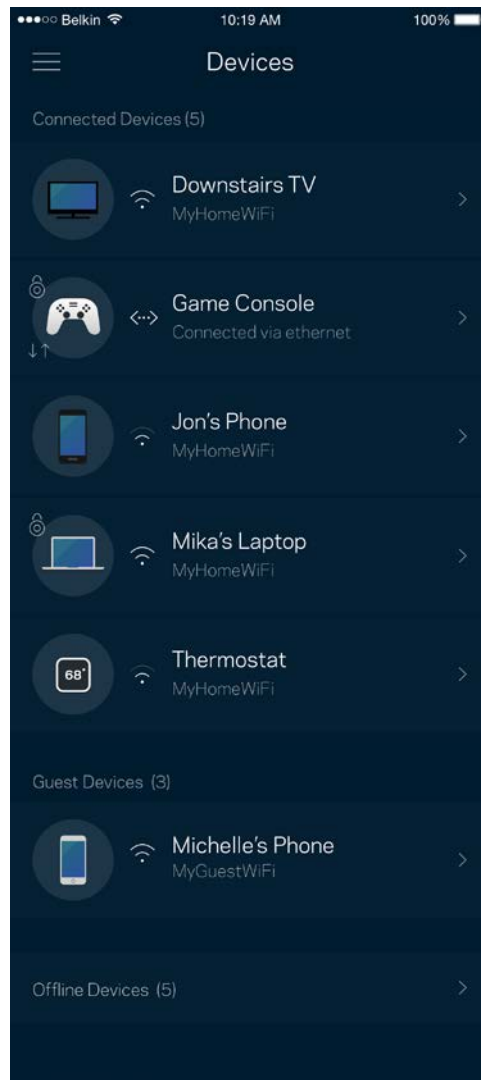 Belkin 10:19 AM 100%
Devices
Connected Devices (5)
Downstairs TV
MyHomeWiFi
Game Console
Connected via ethernet
Jon's Phone
MyHomeWiFi
Mika's Laptop
MyHomeWiFi
68°
Thermostat
MyHomeWiFi
Guest Devices (3)
Michelle's Phone
MyGuestWiFi
Offline Devices (5)